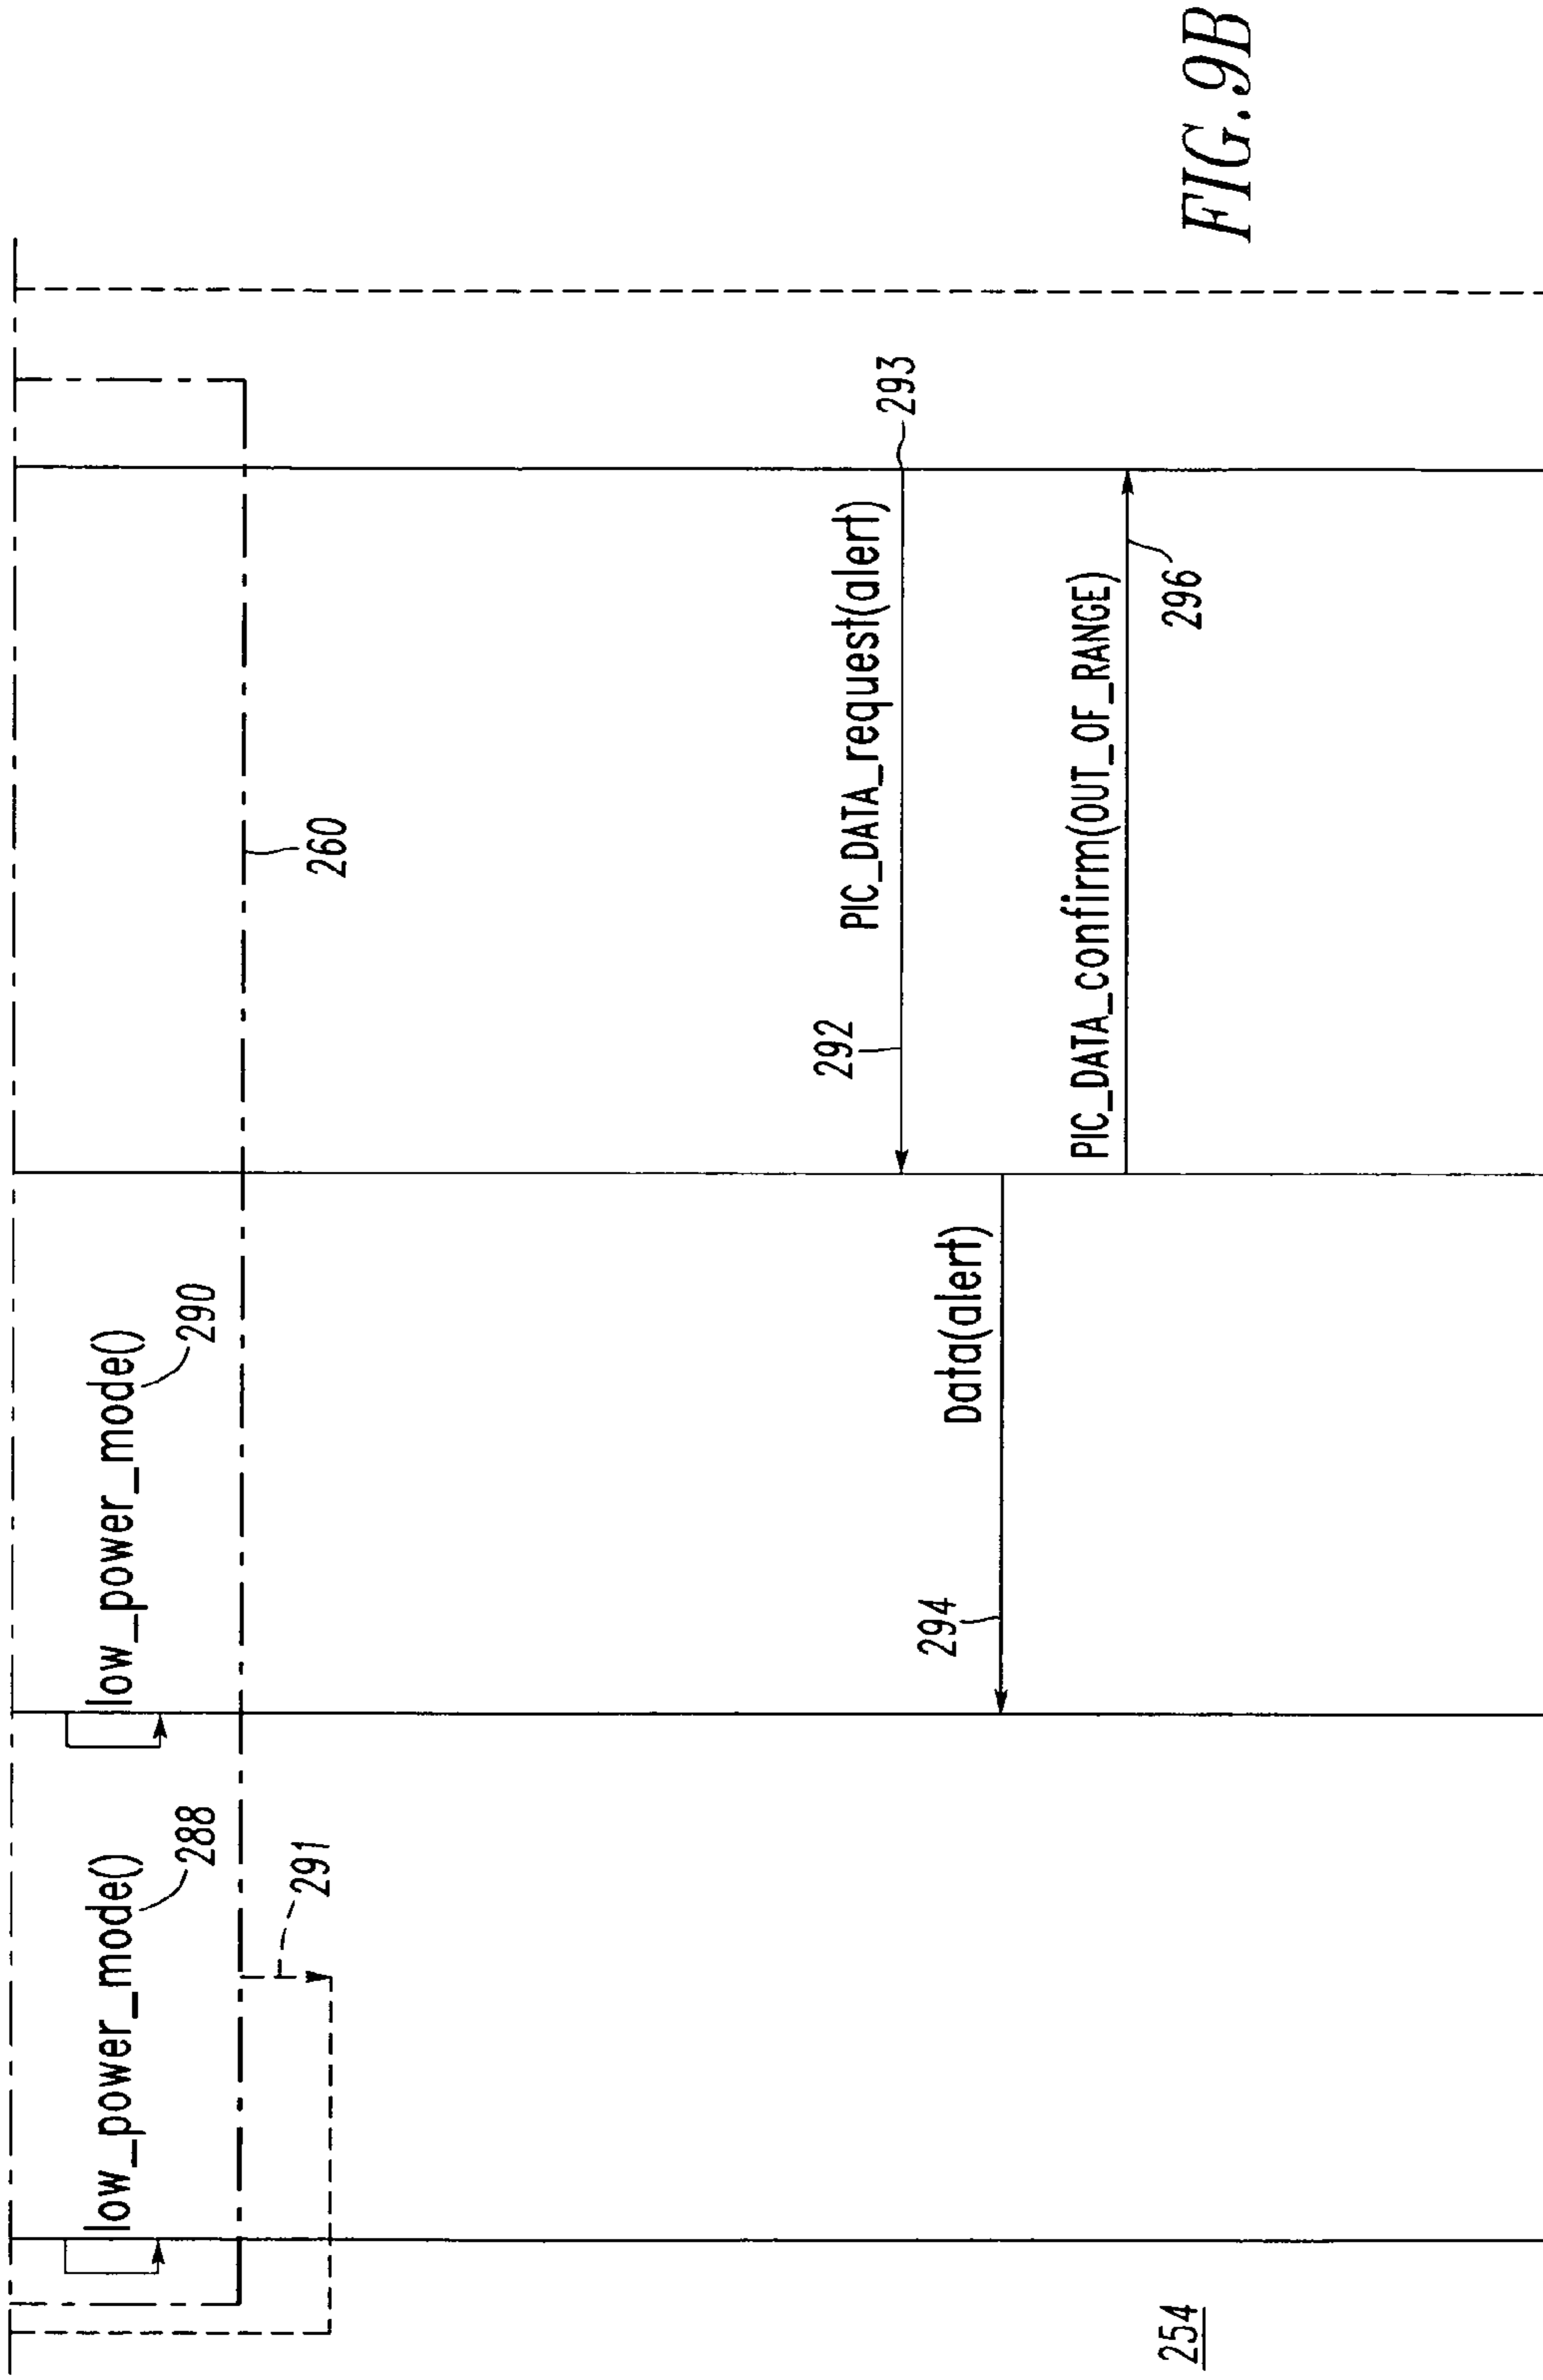 low_power_mode()
288
low_power_mode()
290
260
291
PIC_DATA_request(alert)
292
293
Data(alert)
294
PIC_DATA_confirm(OUT_OF_RANGE)
296
254
FIG.9B